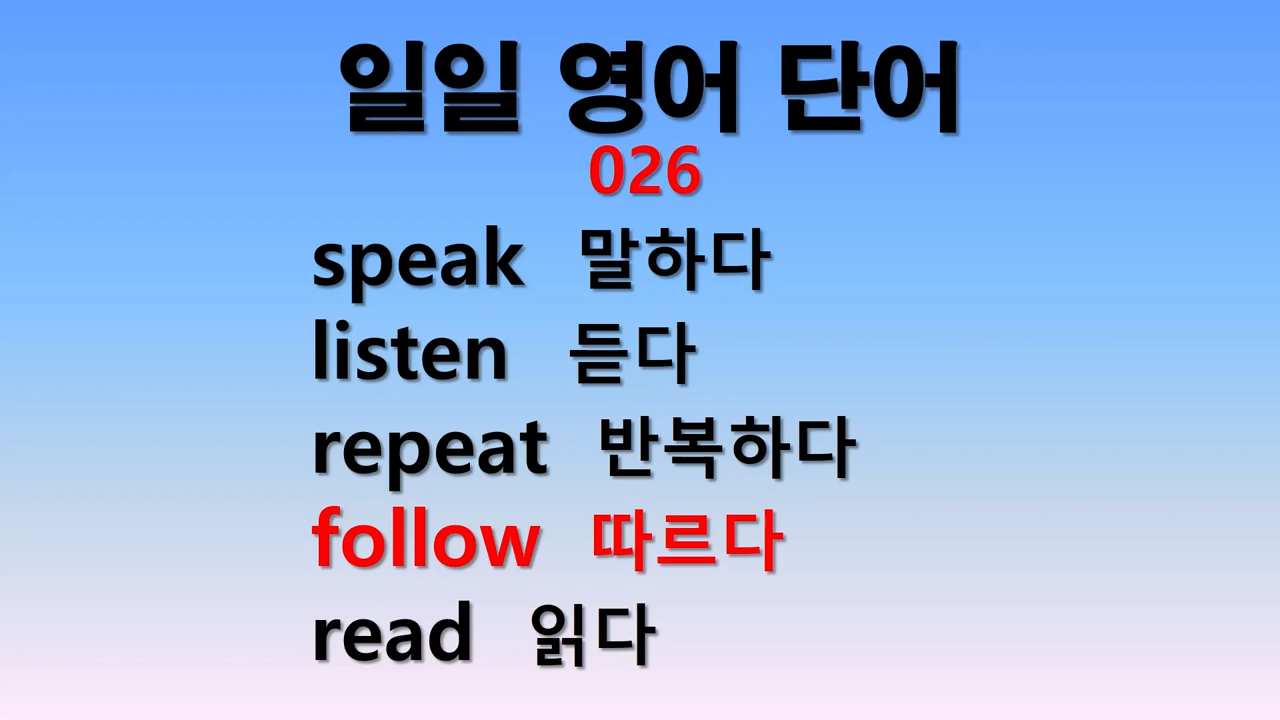 일일 영어 단어
026
speak 말하다
listen 듣다
repeat 반복하다
follow 따르다
read 읽다